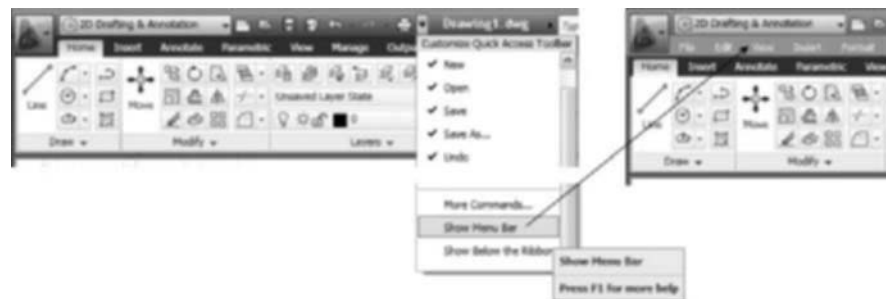 2D Drafting & Annotation
Drawing1.dwg
Home Insert Annotate Parametric View Manage Output
Line
Move
Unsaved Layer State
0
Draw
Modify
Layers
Customize Quick Access Toolbar
New
Open
Save
Save As...
Undo
More Commands...
Show Menu Bar
Show Below the Ribbon
Show Menu Bar
Press F1 for more help
2D Drafting & Annotation
File Edit View Insert Format
Home Insert Annotate Parametric View
Line
Move
Draw
Modify